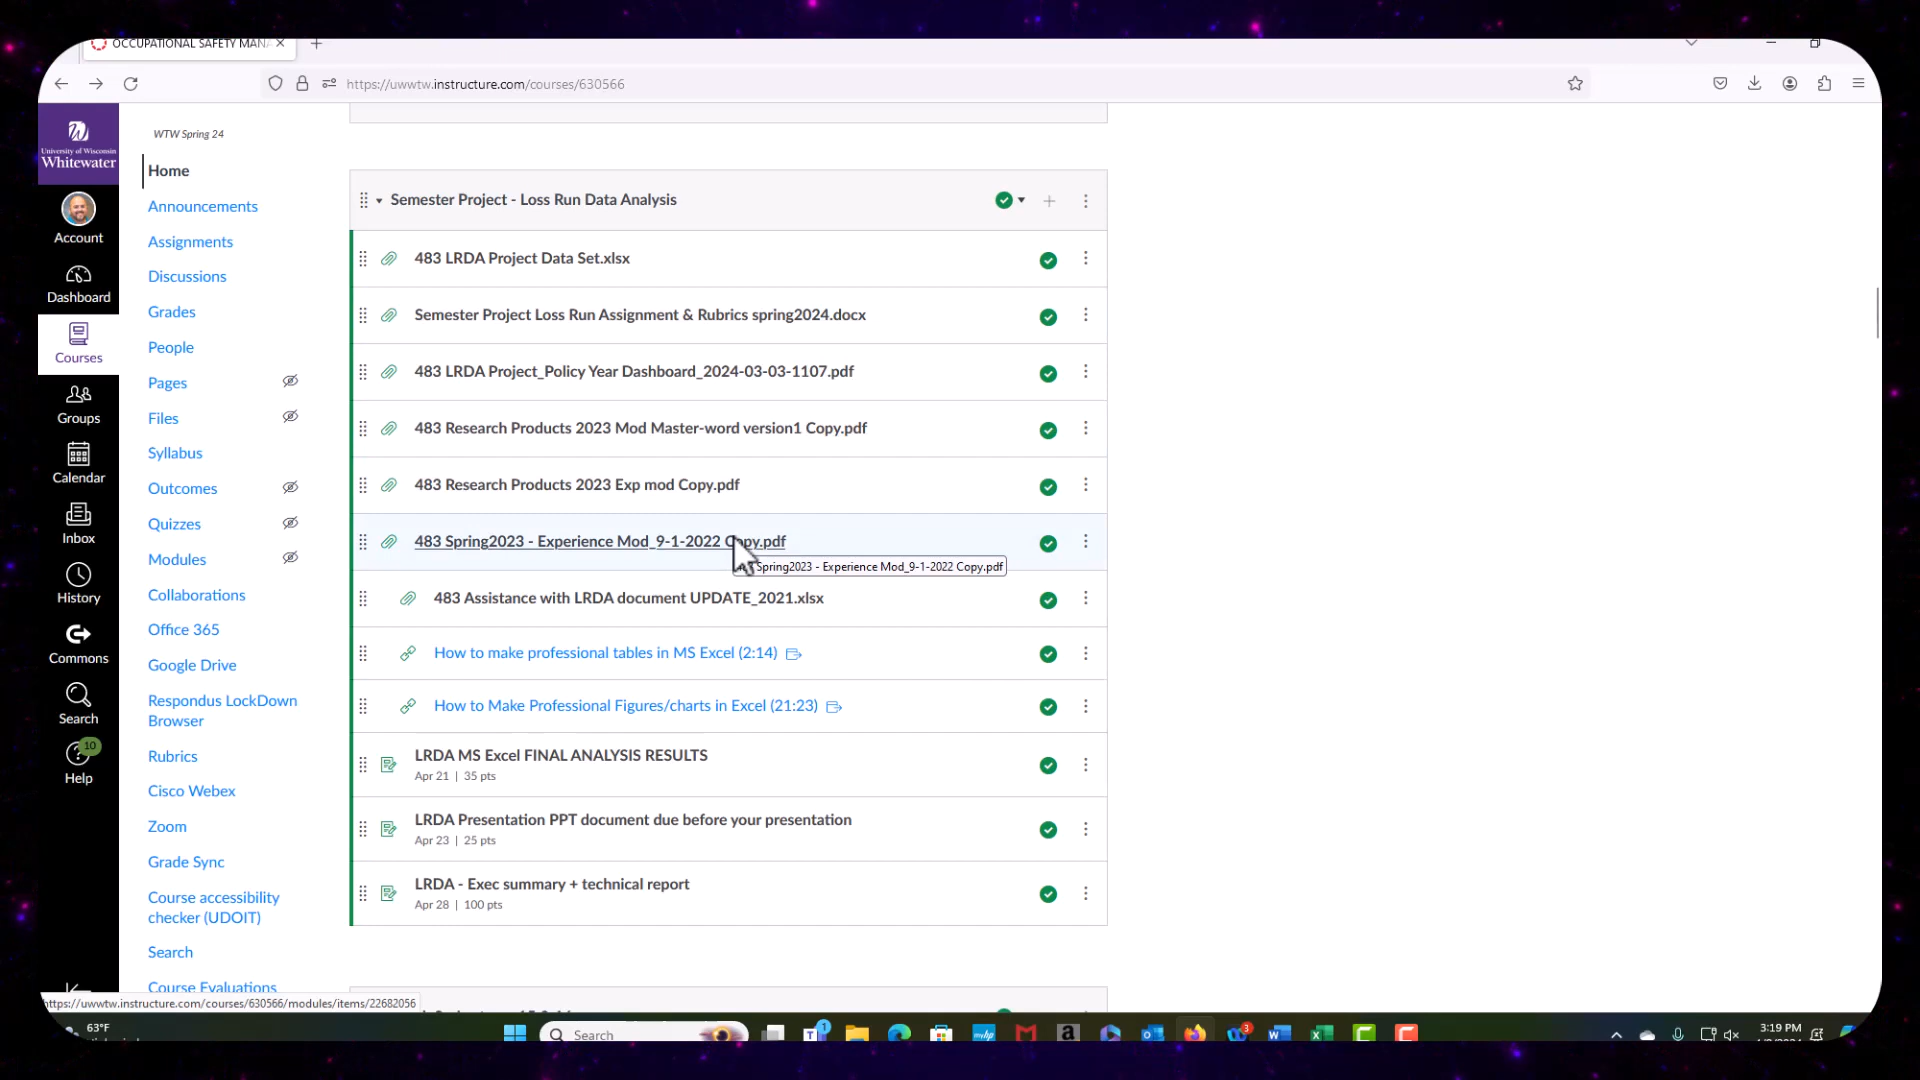 OCCUPATIONAL SAFETY MANA
https://uwwtw.instructure.com/courses/630566
University of Wisconsin
Whitewater
Account
Dashboard
Courses
Groups
Calendar
Inbox
History
Commons
Search
10
Help
WTW Spring 24
Home
Announcements
Assignments
Discussions
Grades
People
Pages
Files
Syllabus
Outcomes
Quizzes
Modules
Collaborations
Office 365
Google Drive
Respondus LockDown
Browser
Rubrics
Cisco Webex
Zoom
Grade Sync
Course accessibility
checker (UDOIT)
Search
Course Evaluations
Semester Project - Loss Run Data Analysis
483 LRDA Project Data Set.xlsx
Semester Project Loss Run Assignment & Rubrics spring2024.docx
483 LRDA Project_Policy Year Dashboard_2024-03-03-1107.pdf
483 Research Products 2023 Mod Master-word version1 Copy.pdf
483 Research Products 2023 Exp mod Copy.pdf
483 Spring2023 - Experience Mod_9-1-2022 Copy.pdf
Spring2023 - Experience Mod_9-1-2022 Copy.pdf
483 Assistance with LRDA document UPDATE_2021.xlsx
How to make professional tables in MS Excel (2:14)
How to Make Professional Figures/charts in Excel (21:23)
LRDA MS Excel FINAL ANALYSIS RESULTS
Apr 21 | 35 pts
LRDA Presentation PPT document due before your presentation
Apr 23 | 25 pts
LRDA - Exec summary + technical report
Apr 28 | 100 pts
https://uwwtw.instructure.com/courses/630566/modules/items/22682056
63°F
Search
1
mhp
a
3
3:19 PM